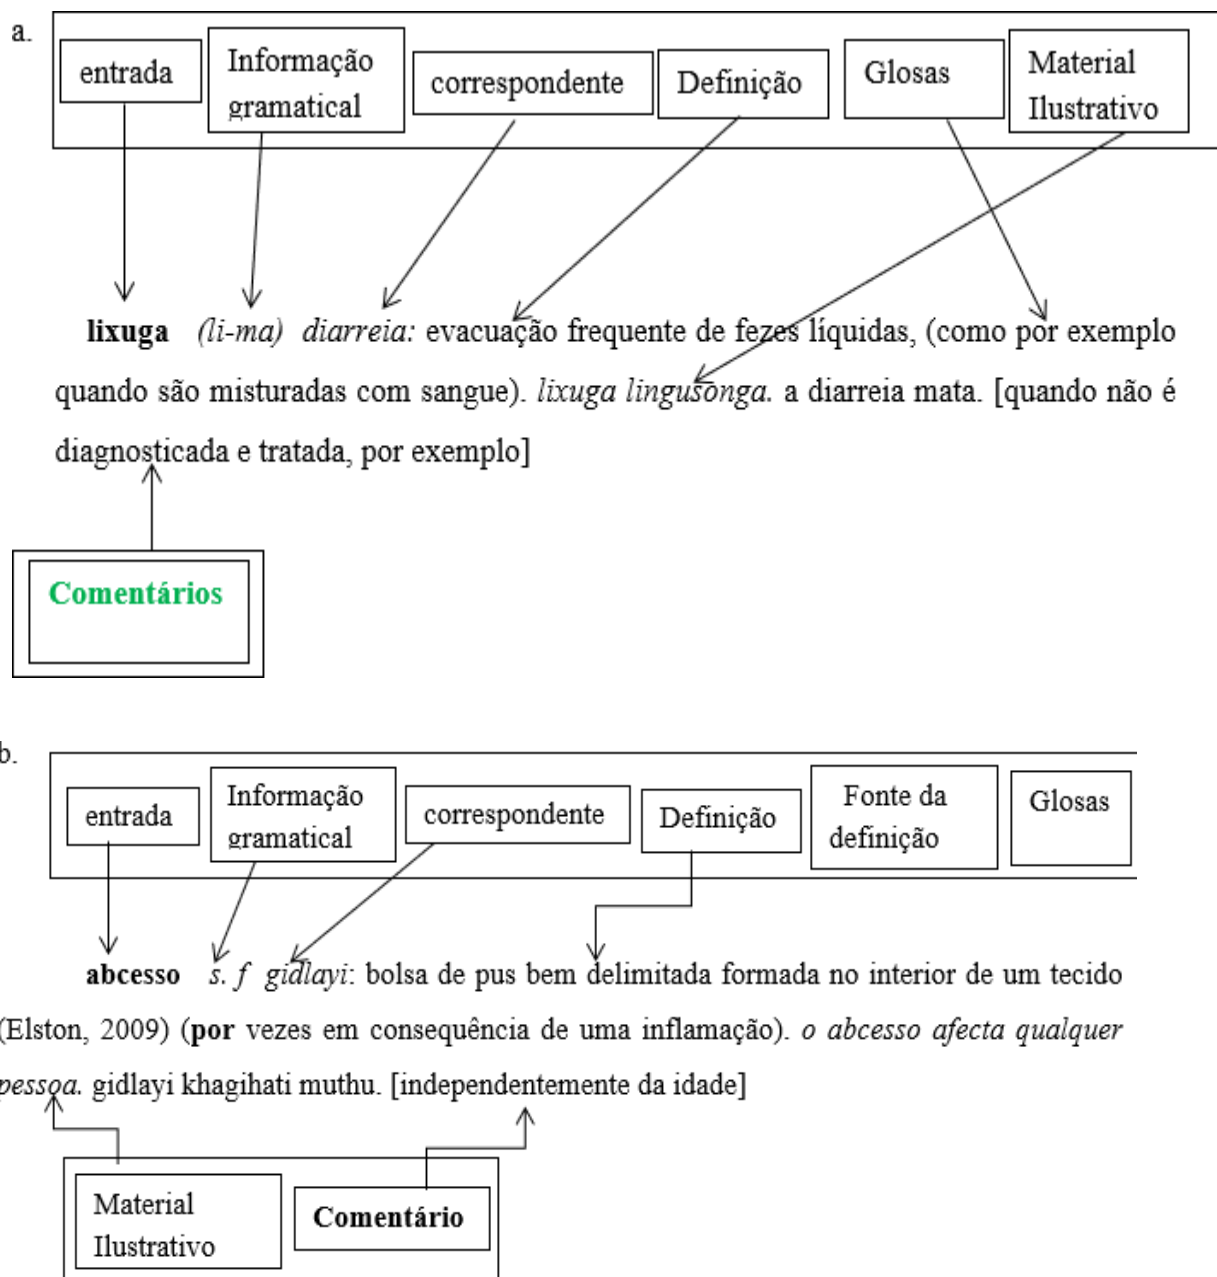 a.
entrada
Informação
gramatical
correspondente
Definição
Glosas
Material
Ilustrativo
lixuga (li-ma) diarreia: evacuação frequente de fezes líquidas, (como por exemplo
quando são misturadas com sangue). lixuga lingusonga. a diarreia mata. [quando não é
diagnosticada e tratada, por exemplo]
Comentários
b.
entrada
Informação
gramatical
correspondente
Definição
Fonte da
definição
Glosas
abcesso s. f gidlayi: bolsa de pus bem delimitada formada no interior de um tecido
(Elston, 2009) (por vezes em consequência de uma inflamação). o abcesso afecta qualquer
pessoa. gidlayi khagihati muthu. [independentemente da idade]
Material
Ilustrativo
Comentário